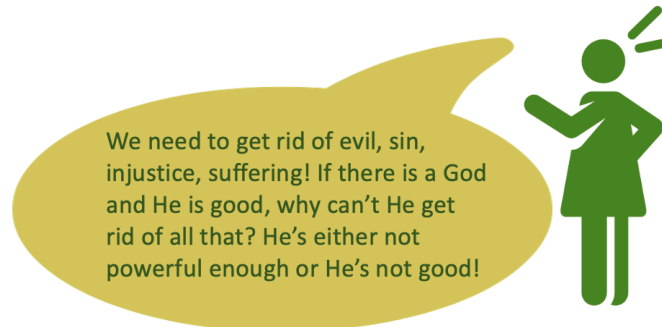 We need to get rid of evil, sin,
injustice, suffering! If there is a God
and He is good, why can’t He get
rid of all that? He’s either not
powerful enough or He’s not good!